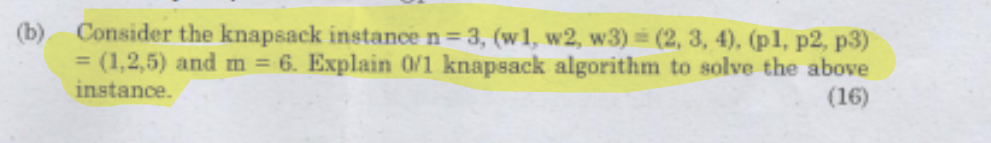 (b) Consider the knapsack instance n = 3, (w1, w2, w3) = (2, 3, 4), (p1, p2, p3)
= (1,2,5) and m = 6. Explain 0/1 knapsack algorithm to solve the above
instance. (16)